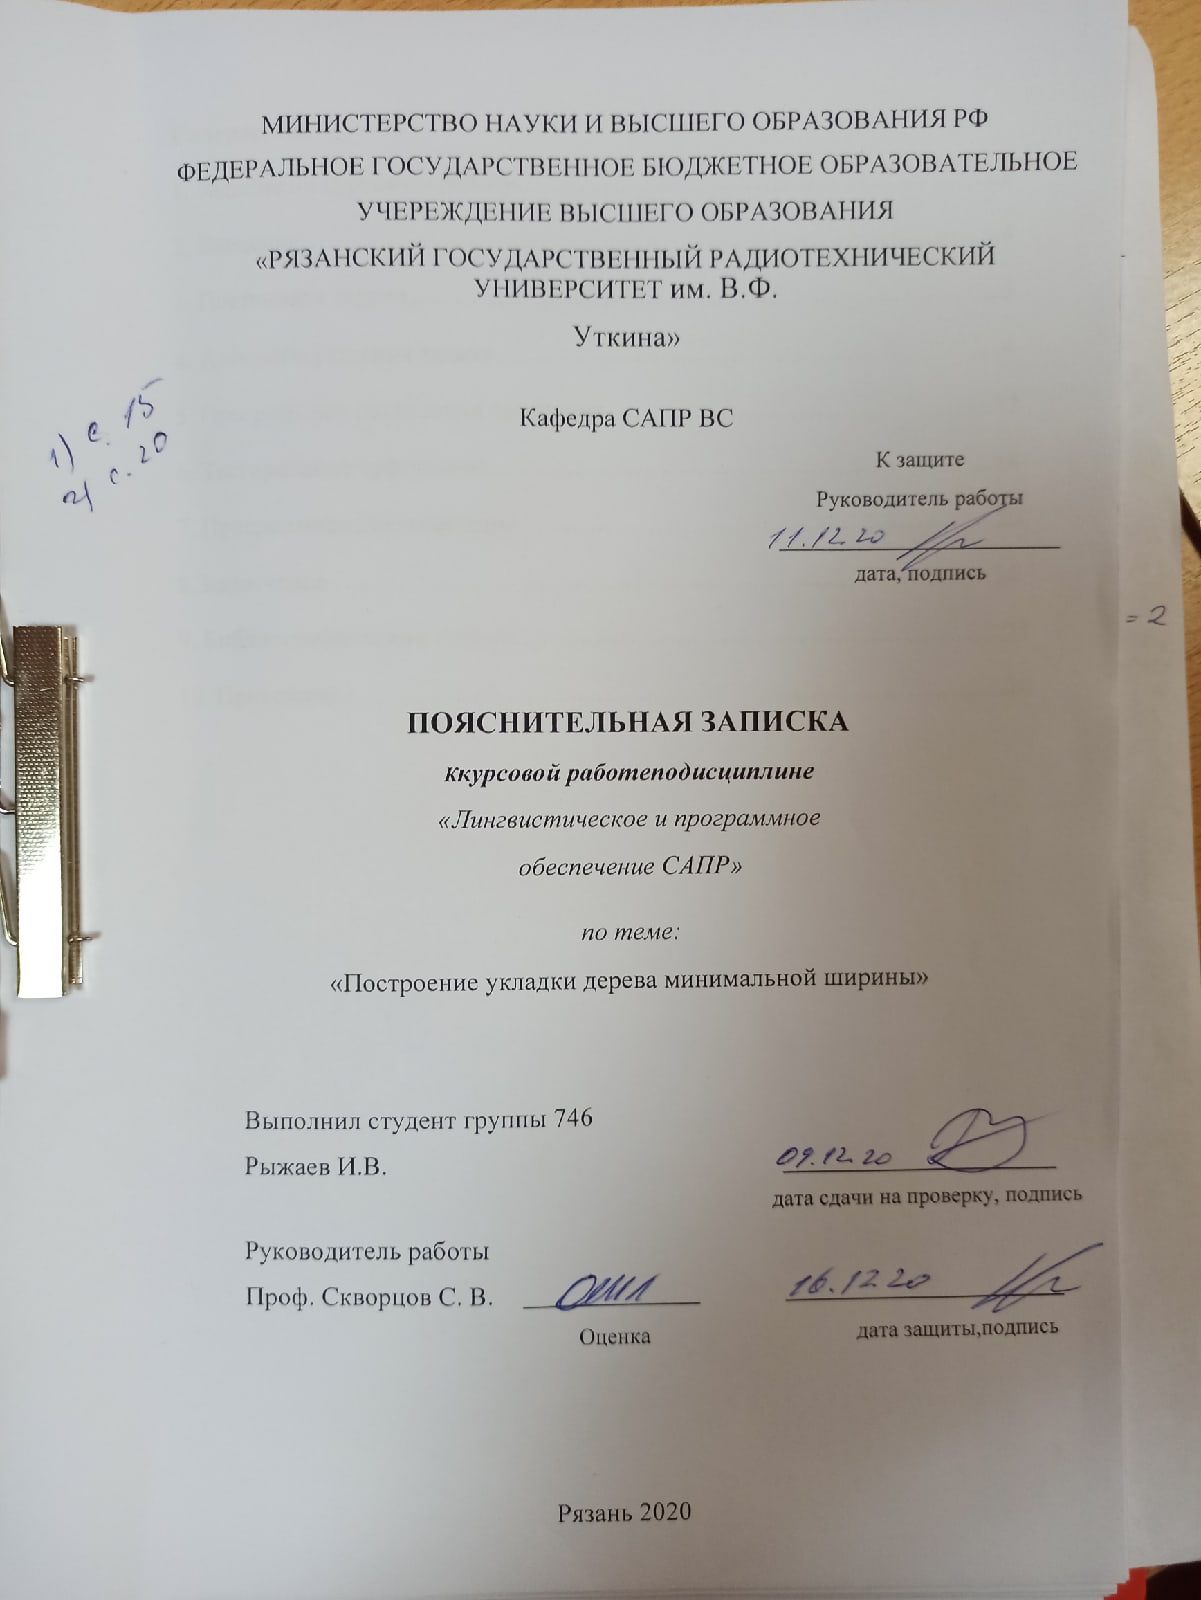 МИНИСТЕРСТВО НАУКИ И ВЫСШЕГО ОБРАЗОВАНИЯ РФ
ФЕДЕРАЛЬНОЕ ГОСУДАРСТВЕННОЕ БЮДЖЕТНОЕ ОБРАЗОВАТЕЛЬНОЕ
УЧЕРЕЖДЕНИЕ ВЫСШЕГО ОБРАЗОВАНИЯ
«РЯЗАНСКИЙ ГОСУДАРСТВЕННЫЙ РАДИОТЕХНИЧЕСКИЙ
УНИВЕРСИТЕТ им. В.Ф.
Уткина»
1) с. 15
2) с. 20
Кафедра САПР ВС
К защите
Руководитель работы
11.12.20
дата, подпись
= 2
ПОЯСНИТЕЛЬНАЯ ЗАПИСКА
Ккурсовой работеподисциплине
«Лингвистическое и программное
обеспечение САПР»
по теме:
«Построение укладки дерева минимальной ширины»
Выполнил студент группы 746
Рыжаев И.В.
09.12.20
дата сдачи на проверку, подпись
Руководитель работы
Проф. Скворцов С. В.
16.12.20
Оценка
дата защиты,подпись
Рязань 2020